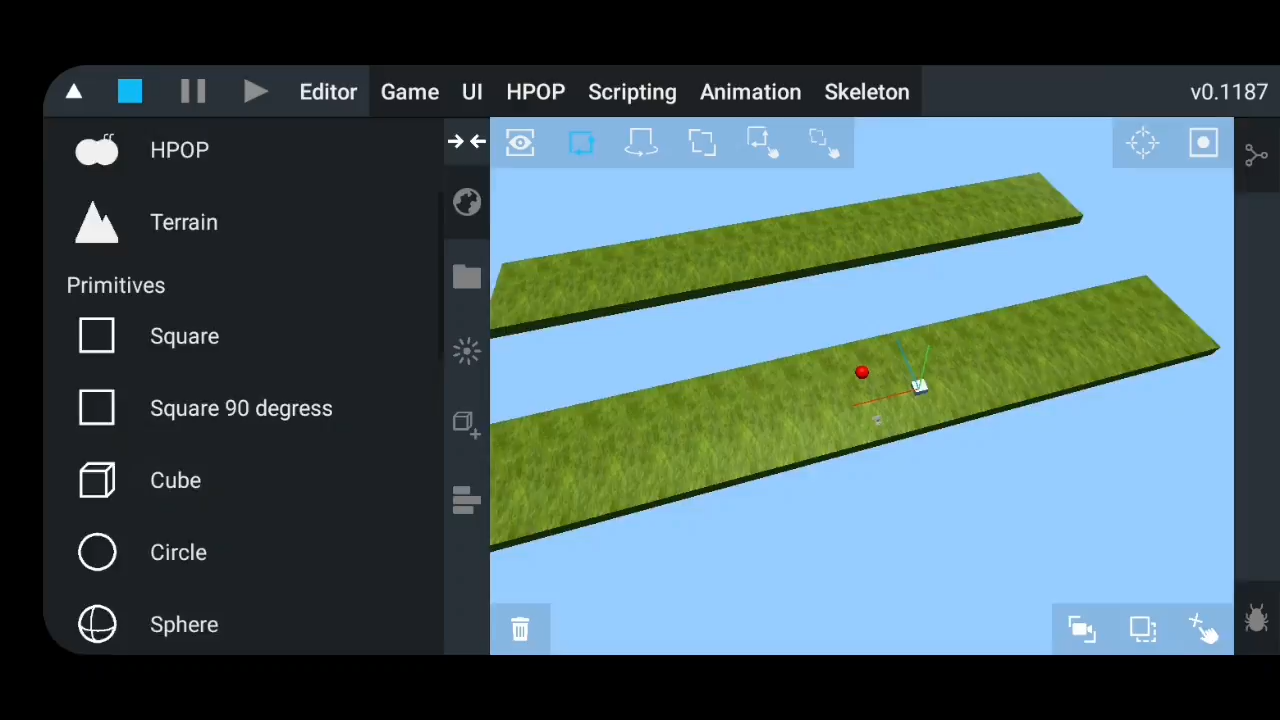 Editor Game UI HPOP Scripting Animation Skeleton v0.1187
HPOP
Terrain
Primitives
Square
Square 90 degress
Cube
Circle
Sphere